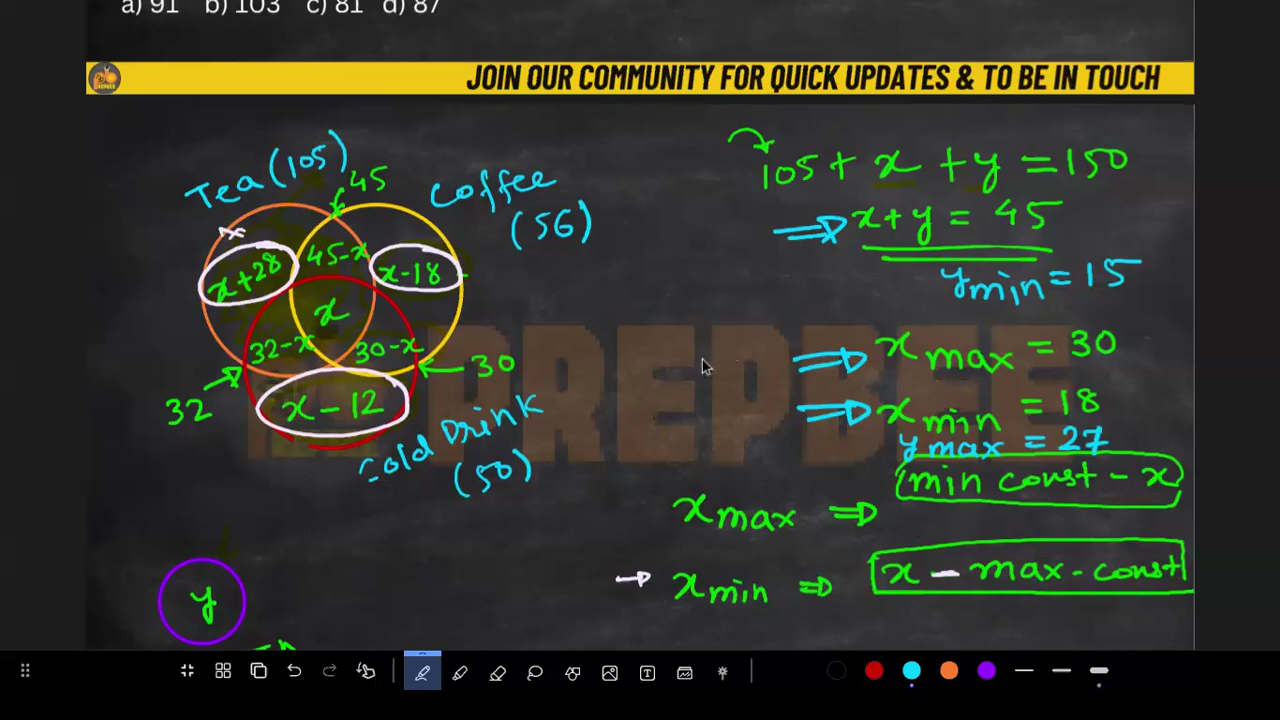 a) 91 b) 103 c) 81 d) 87
JOIN OUR COMMUNITY FOR QUICK UPDATES & TO BE IN TOUCH
Tea (105)
45
Coffee
(56)
x+28
45-x
x-18
x
32-x
30-x
32
30
x-12
Cold Drink
(50)
y
105 + x + y = 150
⇒ x+y = 45
ymin = 15
⇒ xmax = 30
⇒ xmin = 18
ymax = 27
min const - x
xmax ⇒
→ xmin ⇒ x - max-const
PREPBEE